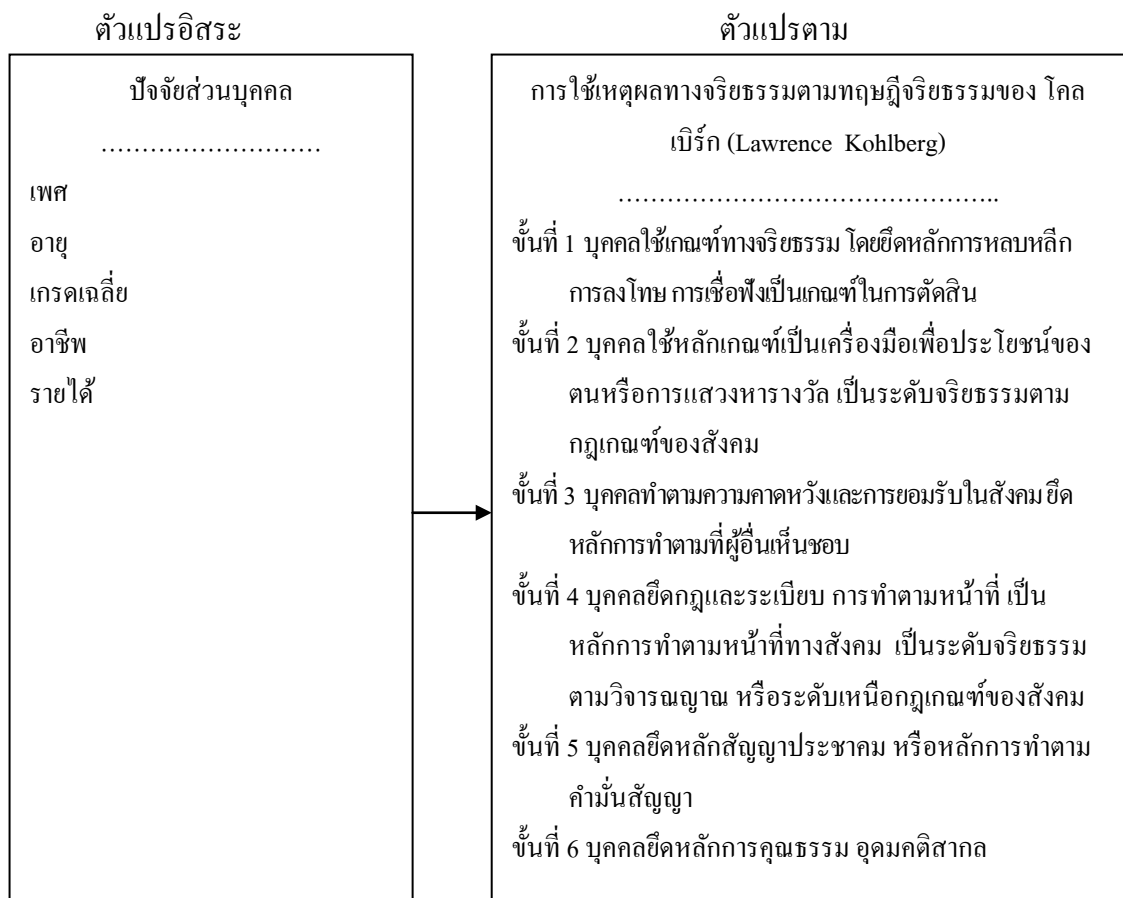 ตัวแปรอิสระ
ปัจจัยส่วนบุคคล
………………………
เพศ
อายุ
เกรดเฉลี่ย
อาชีพ
รายได้
ตัวแปรตาม
การใช้เหตุผลทางจริยธรรมตามทฤษฎีจริยธรรมของ โคล
เบิร์ก (Lawrence Kohlberg)
………………………………………..
ขั้นที่ 1 บุคคลใช้เกณฑ์ทางจริยธรรม โดยยึดหลักการหลบหลีก
การลงโทษ การเชื่อฟังเป็นเกณฑ์ในการตัดสิน
ขั้นที่ 2 บุคคลใช้หลักเกณฑ์เป็นเครื่องมือเพื่อประโยชน์ของ
ตนหรือการแสวงหารางวัล เป็นระดับจริยธรรมตาม
กฎเกณฑ์ของสังคม
ขั้นที่ 3 บุคคลทำตามความคาดหวังและการยอมรับในสังคม ยึด
หลักการทำตามที่ผู้อื่นเห็นชอบ
ขั้นที่ 4 บุคคลยึดกฎและระเบียบ การทำตามหน้าที่ เป็น
หลักการทำตามหน้าที่ทางสังคม เป็นระดับจริยธรรม
ตามวิจารณญาณ หรือระดับเหนือกฎเกณฑ์ของสังคม
ขั้นที่ 5 บุคคลยึดหลักสัญญาประชาคม หรือหลักการทำตาม
คำมั่นสัญญา
ขั้นที่ 6 บุคคลยึดหลักการคุณธรรม อุดมคติสากล